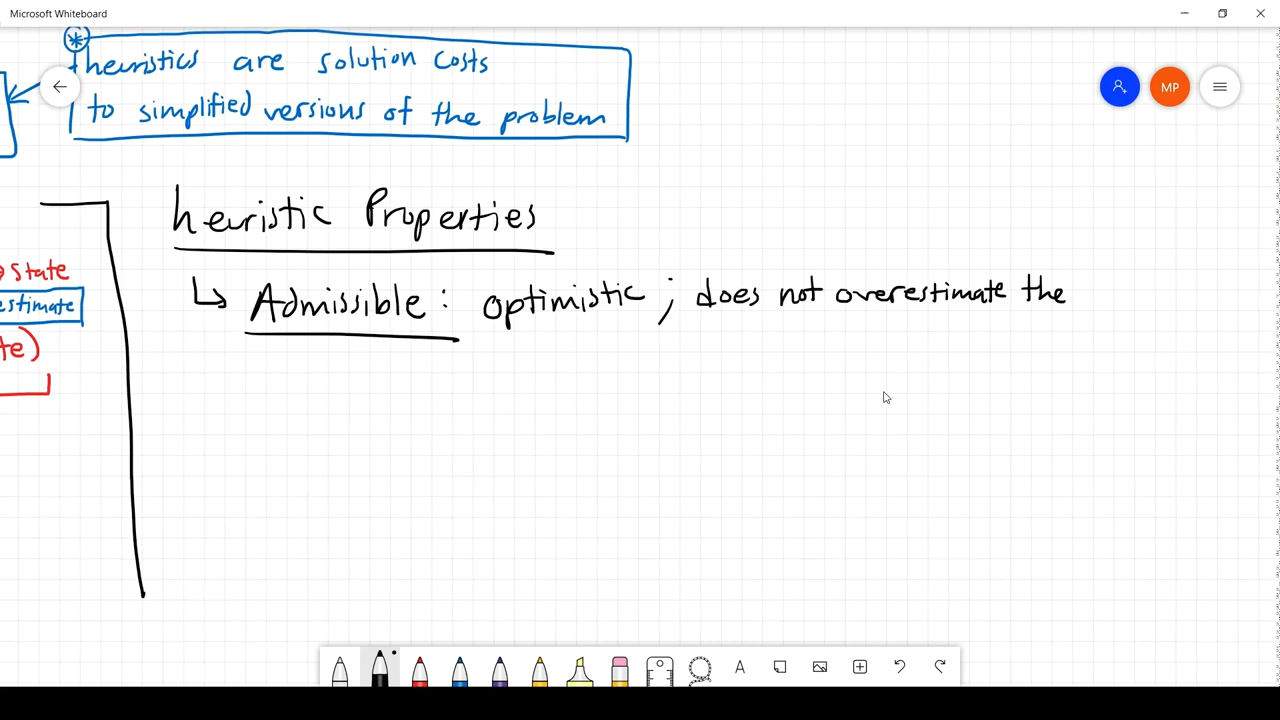 Microsoft Whiteboard
heuristics are solution costs
to simplified versions of the problem
MP
heuristic Properties
state
estimate
te)
Admissible: optimistic; does not overestimate the
A